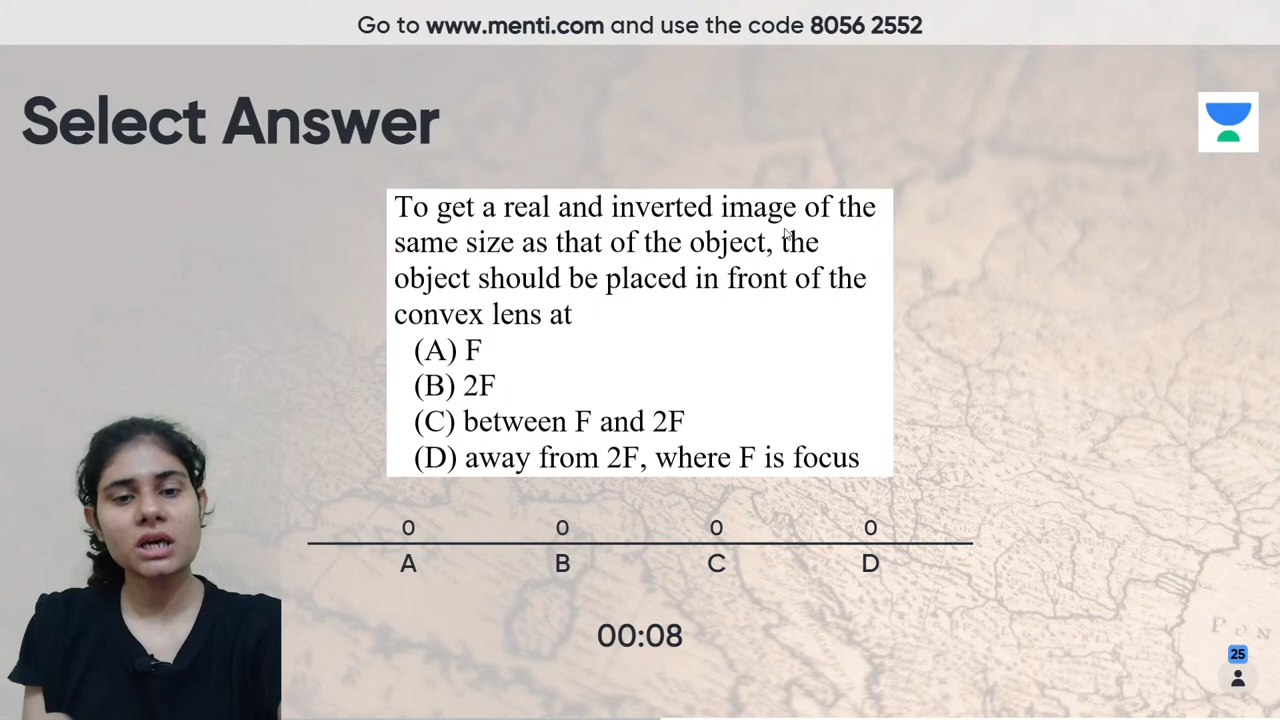 Go to www.menti.com and use the code 8056 2552
Select Answer
To get a real and inverted image of the
same size as that of the object, the
object should be placed in front of the
convex lens at
(A) F
(B) 2F
(C) between F and 2F
(D) away from 2F, where F is focus
0 0 0 0
A B C D
00:08
PON
25